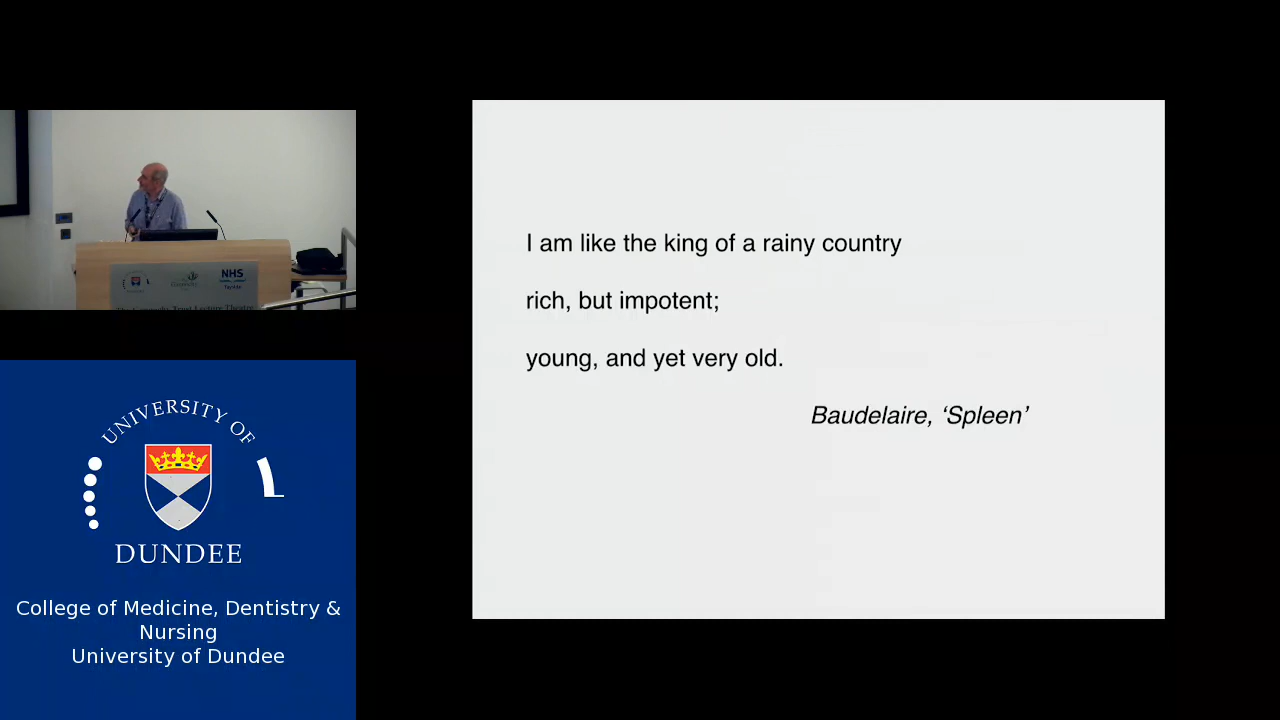 I am like the king of a rainy country
rich, but impotent;
young, and yet very old.
Baudelaire, ‘Spleen’
NHS
UNIVERSITY OF
DUNDEE
College of Medicine, Dentistry &
Nursing
University of Dundee